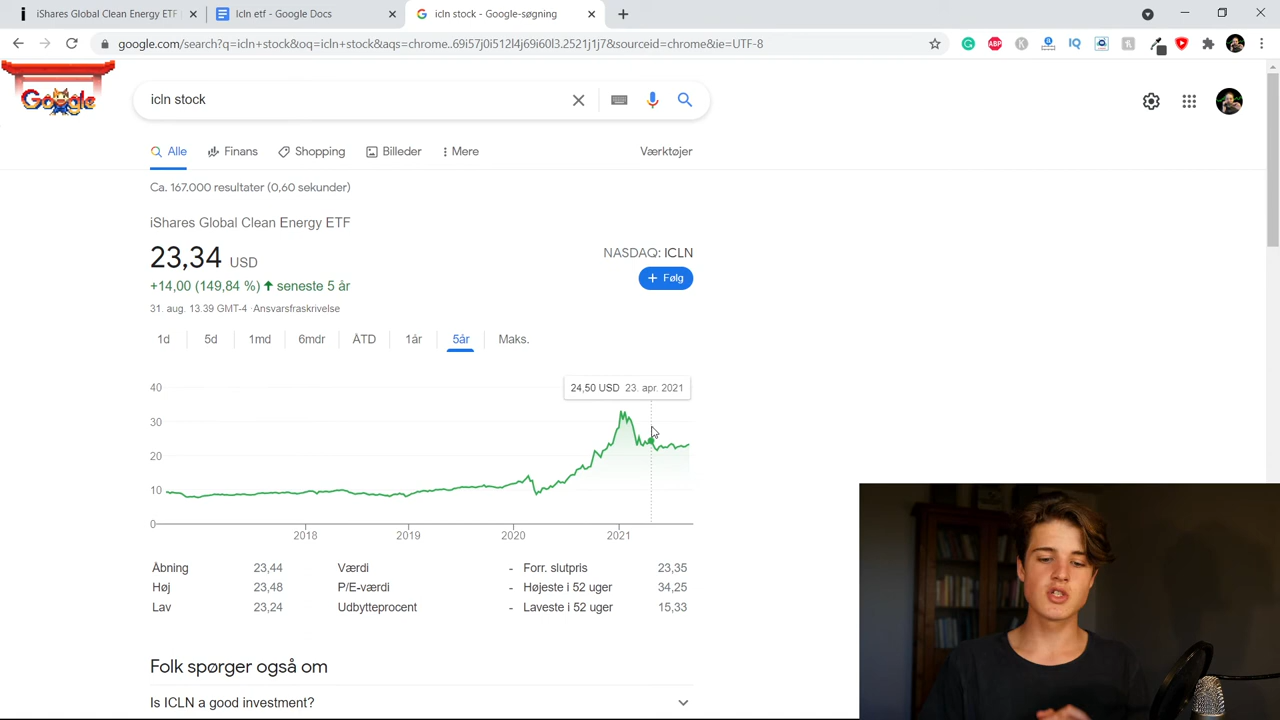 iShares Global Clean Energy ETF
Icln etf - Google Docs
icln stock - Google-søgning
google.com/search?q=icln+stock&aq=icln+stock&aqs=chrome..69i57j0i51‌​2l4j69i60l3.2521j1j7&sourceid=chrome&ie=UTF-8
Google
icln stock
Alle
Finans
Shopping
Billeder
Mere
Værktøjer
Ca. 167.000 resultater (0,60 sekunder)
iShares Global Clean Energy ETF
23,34 USD
NASDAQ: ICLN
+ Følg
+14,00 (149,84 %) seneste 5 år
31. aug. 13.39 GMT-4 ·Ansvarsfraskrivelse
1d 5d 1md 6mdr ÅTD 1år 5år Maks.
24,50 USD 23. apr. 2021
40
30
20
10
0
2018 2019 2020 2021
Åbning 23,44 Værdi - Forr. slutpris 23,35
Høj 23,48 P/E-værdi - Højeste i 52 uger 34,25
Lav 23,24 Udbytteprocent - Laveste i 52 uger 15,33
Folk spørger også om
Is ICLN a good investment?